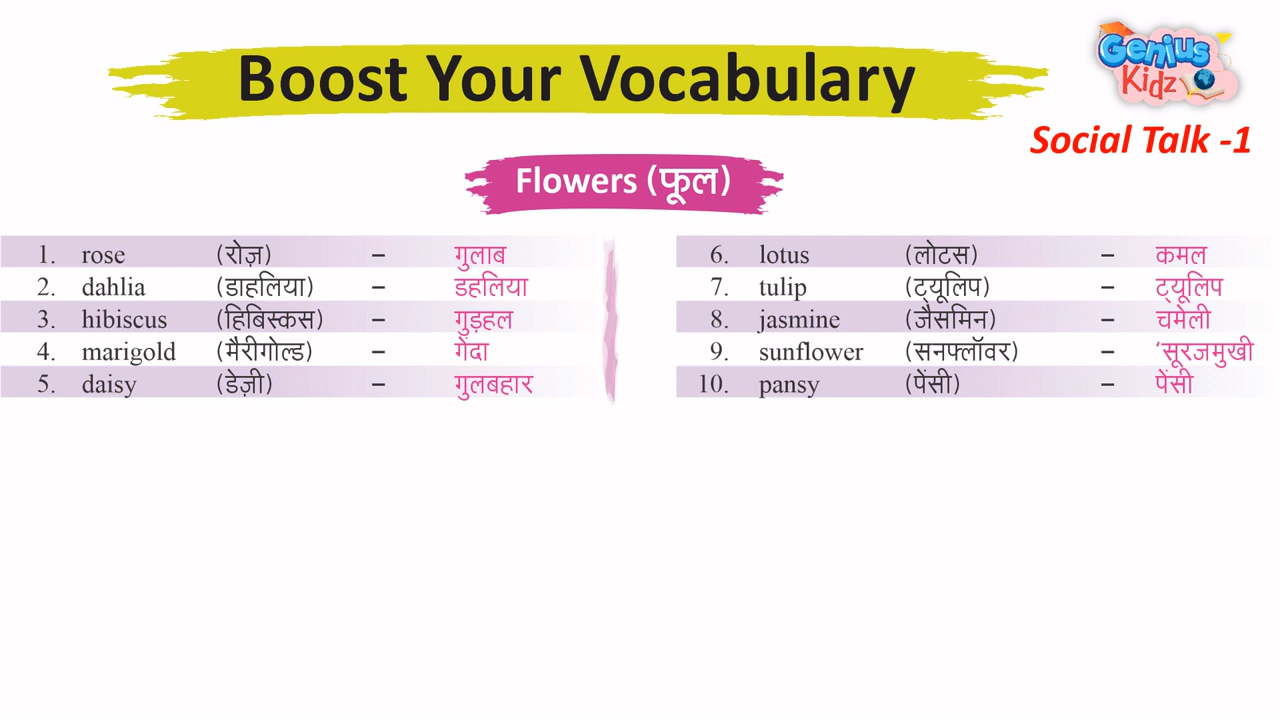 Boost Your Vocabulary
Genius
Kidz
Social Talk -1
Flowers (फूल)
1. rose (रोज़) – गुलाब
2. dahlia (डाहलिया) – डहलिया
3. hibiscus (हिबिस्कस) – गुड़हल
4. marigold (मैरीगोल्ड) – गेंदा
5. daisy (डेज़ी) – गुलबहार
6. lotus (लोटस) – कमल
7. tulip (ट्यूलिप) – ट्यूलिप
8. jasmine (जैसमिन) – चमेली
9. sunflower (सनफ्लॉवर) – ‘सूरजमुखी
10. pansy (पेंसी) – पेंसी